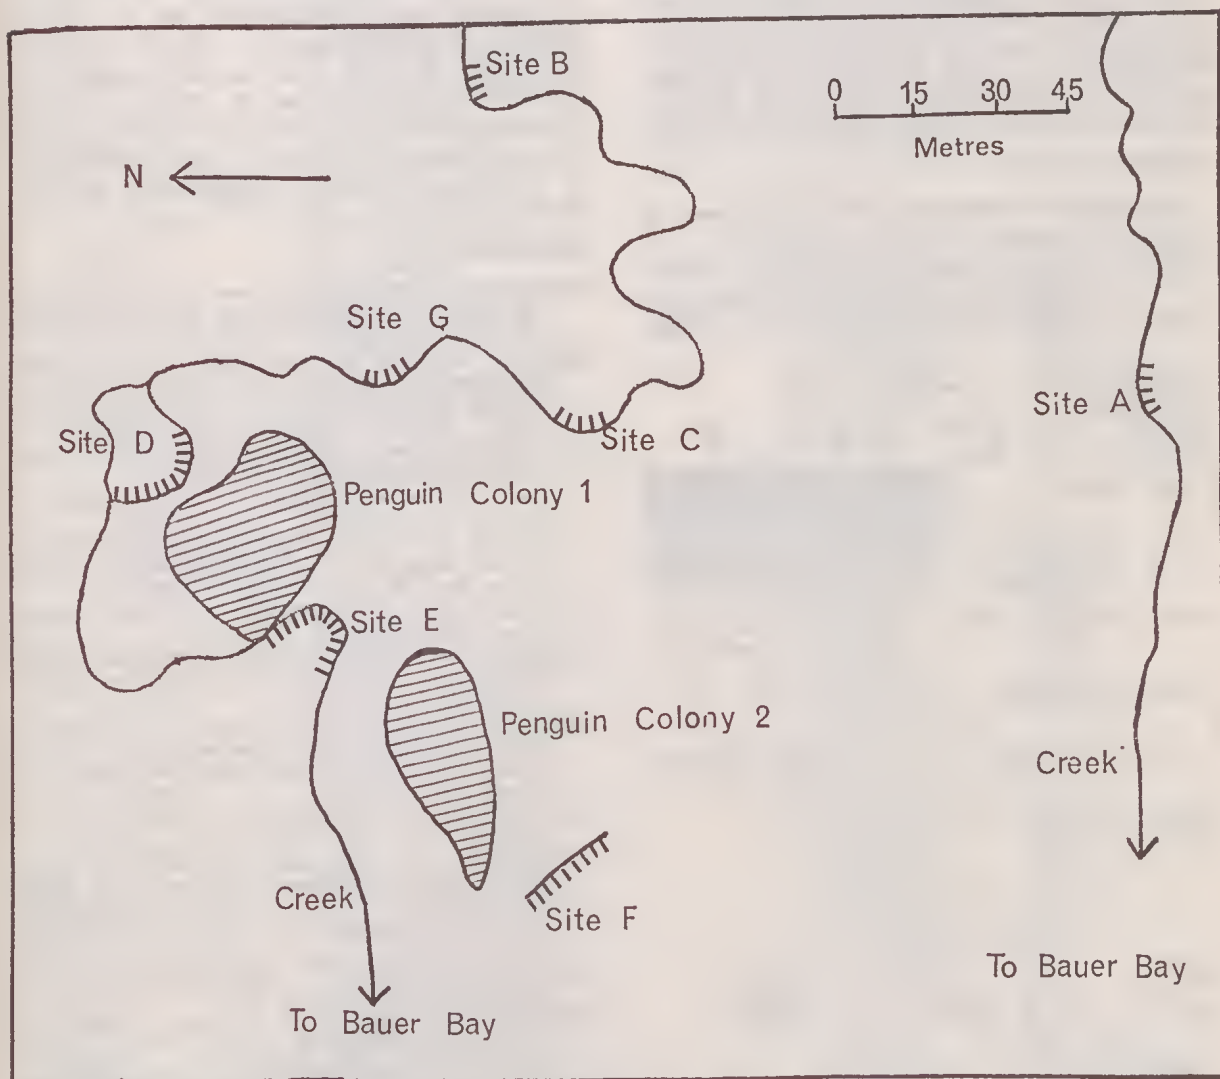 Site B
0 15 30 45
Metres
N
Site G
Site A
Site D
Site C
Penguin Colony 1
Site E
Penguin Colony 2
Creek
Creek
Site F
To Bauer Bay
To Bauer Bay